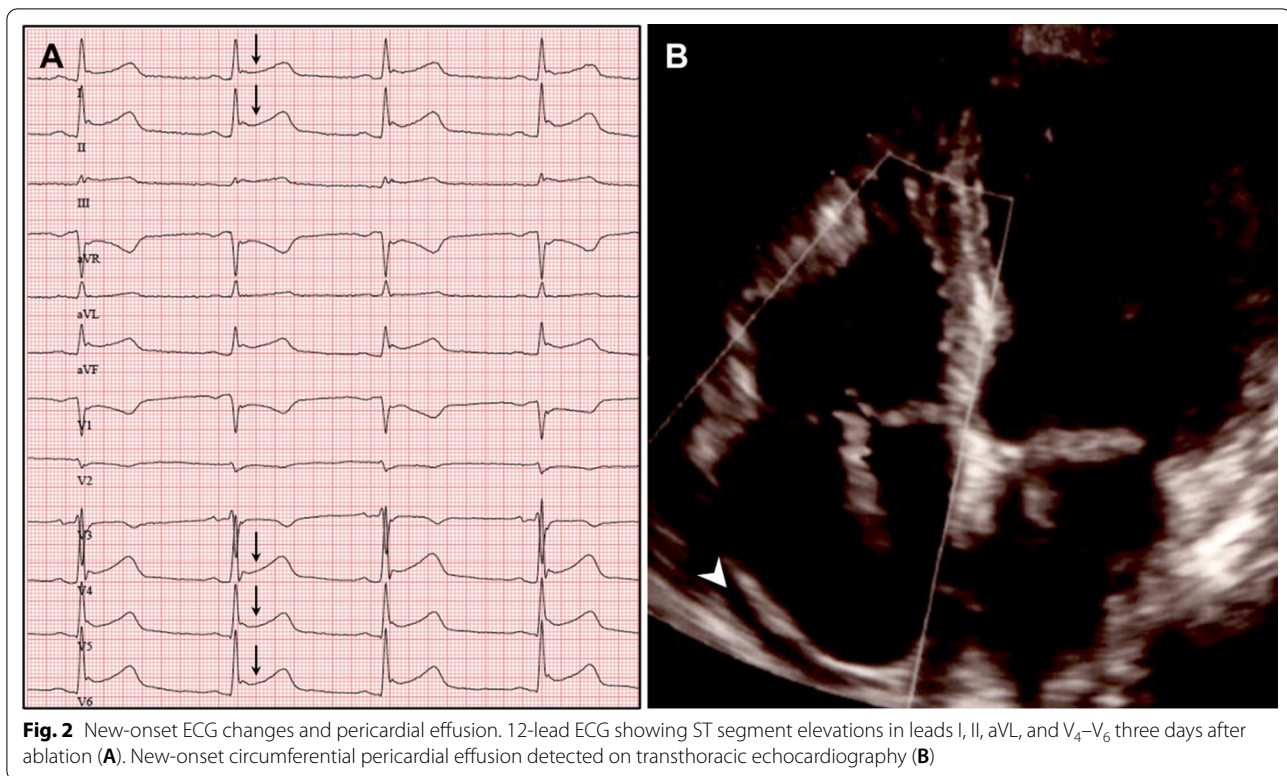 A
B
I
II
III
aVR
aVL
aVF
V1
V2
V3
V4
V5
V6
Fig. 2 New-onset ECG changes and pericardial effusion. 12-lead ECG showing ST segment elevations in leads I, II, aVL, and V4–V6 three days after
ablation (A). New-onset circumferential pericardial effusion detected on transthoracic echocardiography (B)